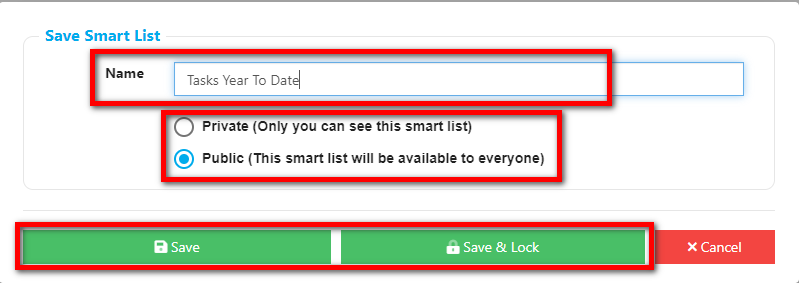 Save Smart List
Name
Tasks Year To Date
Private (Only you can see this smart list)
Public (This smart list will be available to everyone)
Save
Save & Lock
Cancel